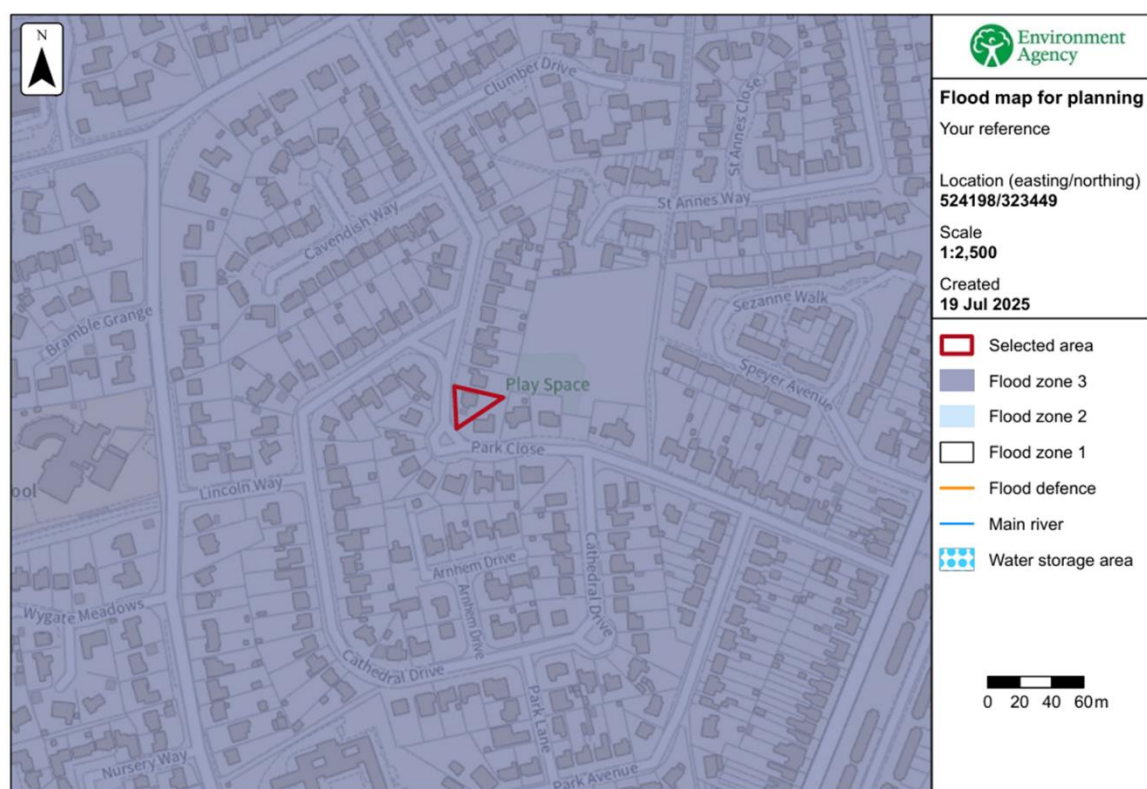 N
Clumber Drive
St Annes Close
St Annes Way
Cavendish Way
Sezanne Walk
Bramble Grange
Speyer Avenue
Play Space
Park Close
ool
Lincoln Way
Arnhem Drive
Arnhem Drive
Cathedral Drive
Wygate Meadows
Cathedral Drive
Park Lane
Nursery Way
Park Avenue
Environment
Agency
Flood map for planning
Your reference
Location (easting/northing)
524198/323449
Scale
1:2,500
Created
19 Jul 2025
Selected area
Flood zone 3
Flood zone 2
Flood zone 1
Flood defence
Main river
Water storage area
0 20 40 60m